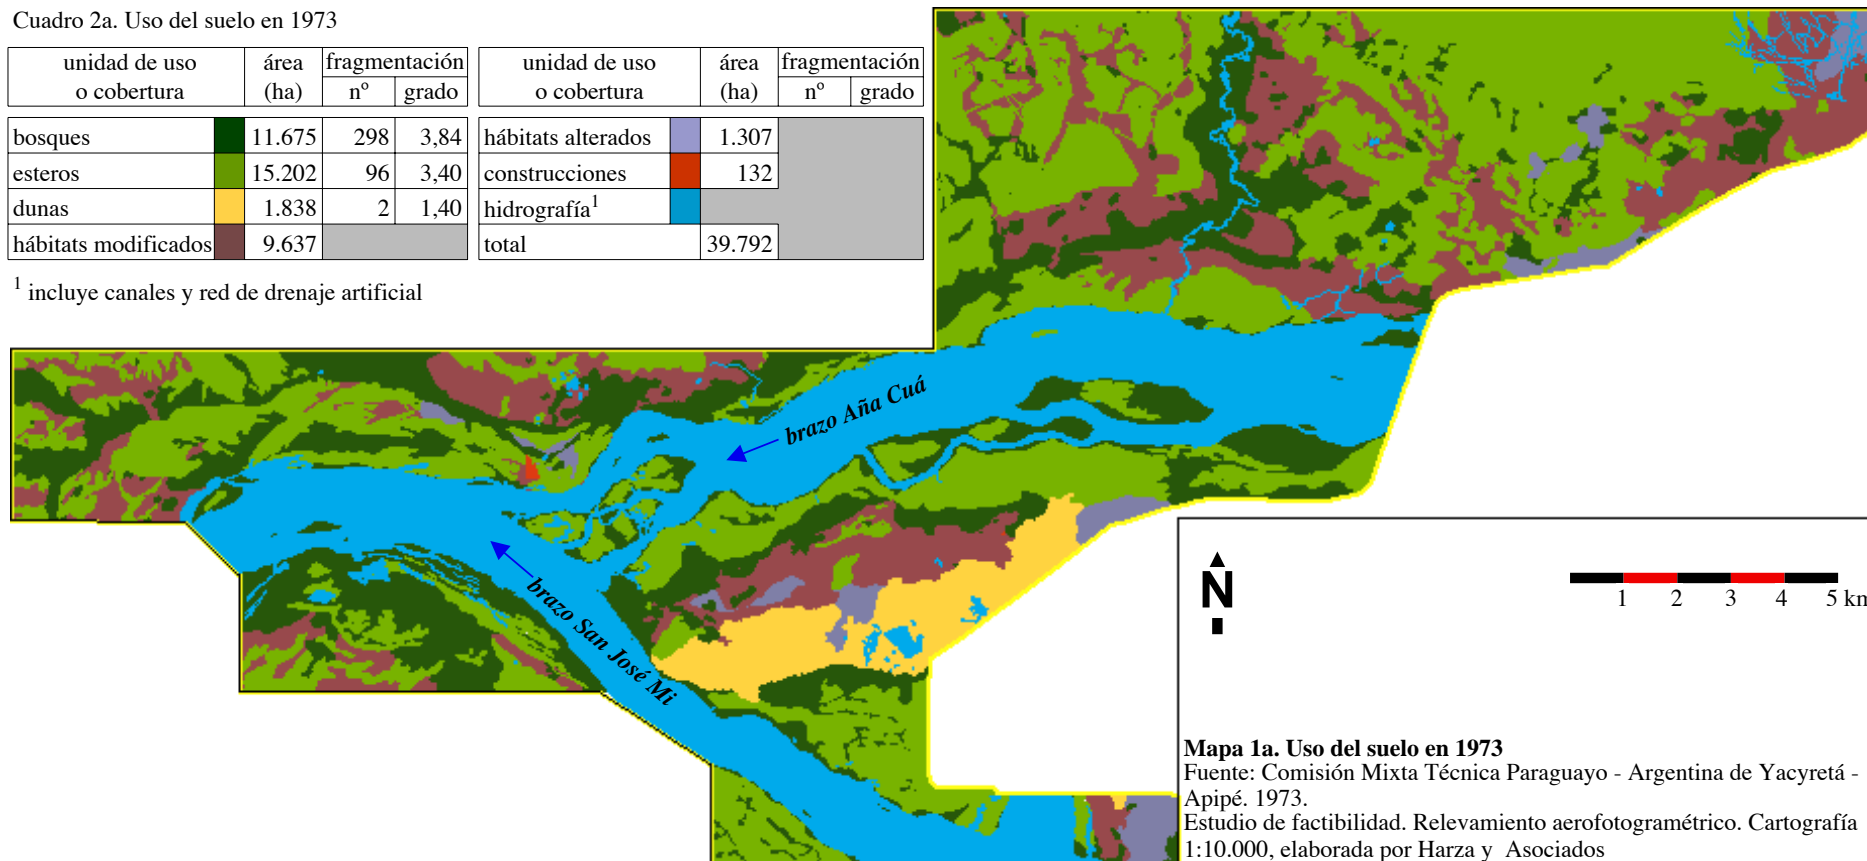 Cuadro 2a. Uso del suelo en 1973
unidad de uso o cobertura área (ha) fragmentación nº grado
bosques 11.675 298 3,84
esteros 15.202 96 3,40
dunas 1.838 2 1,40
hábitats modificados 9.637
unidad de uso o cobertura área (ha) fragmentación nº grado
hábitats alterados 1.307
construcciones 132
hidrografía1
total 39.792
1 incluye canales y red de drenaje artificial
brazo Aña Cuá
brazo San José Mi
N
1 2 3 4 5 km
Mapa 1a. Uso del suelo en 1973
Fuente: Comisión Mixta Técnica Paraguayo - Argentina de Yacyretá -
Apipé. 1973.
Estudio de factibilidad. Relevamiento aerofotogramétrico. Cartografía
1:10.000, elaborada por Harza y Asociados